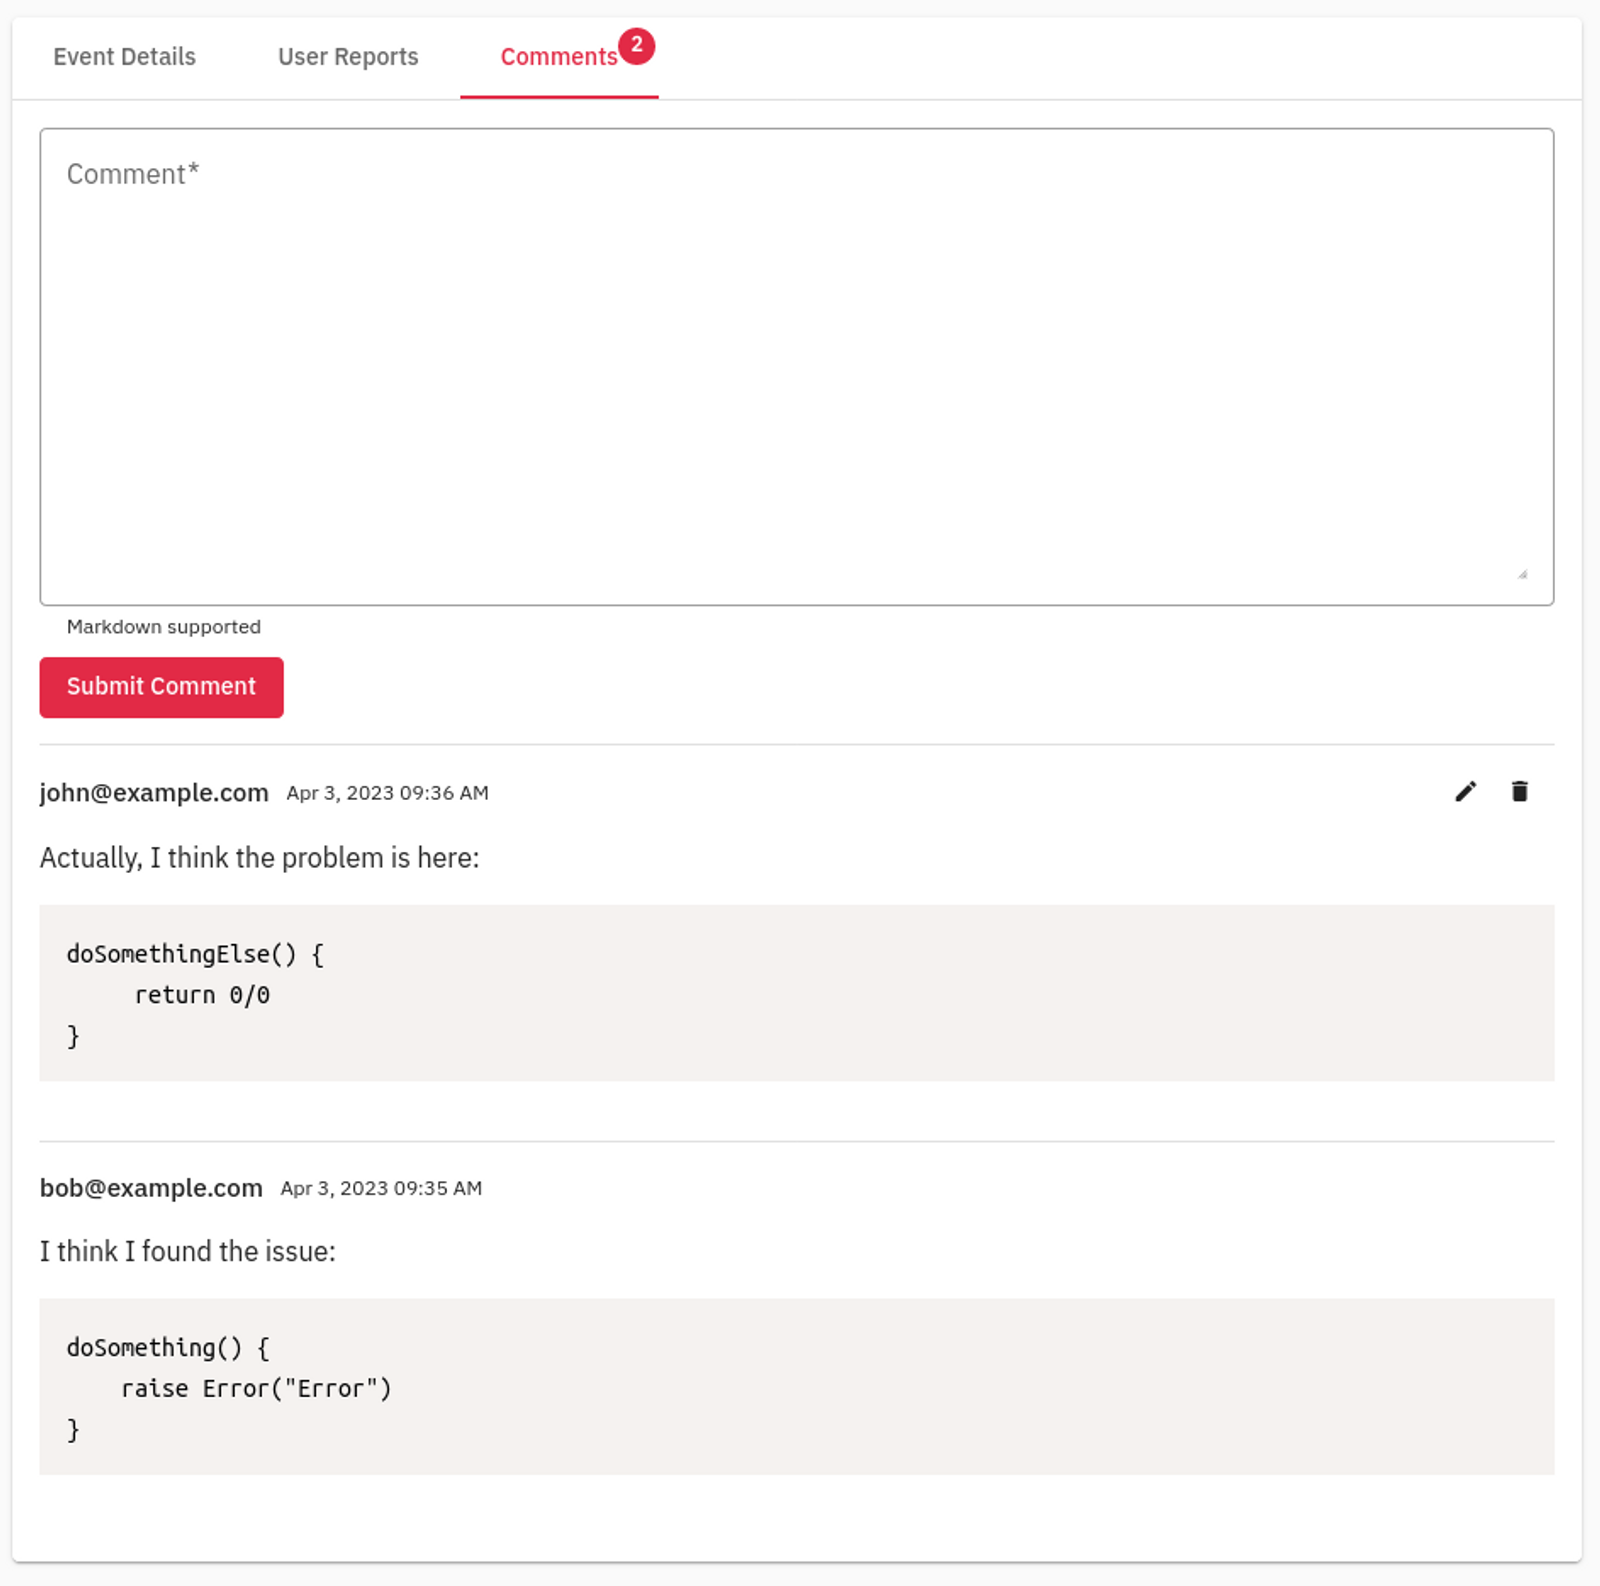 Event Details User Reports Comments 2
Comment*
Markdown supported
Submit Comment
john@example.com Apr 3, 2023 09:36 AM
Actually, I think the problem is here:
doSomethingElse() {
     return 0/0
}
bob@example.com Apr 3, 2023 09:35 AM
I think I found the issue:
doSomething() {
    raise Error("Error")
}